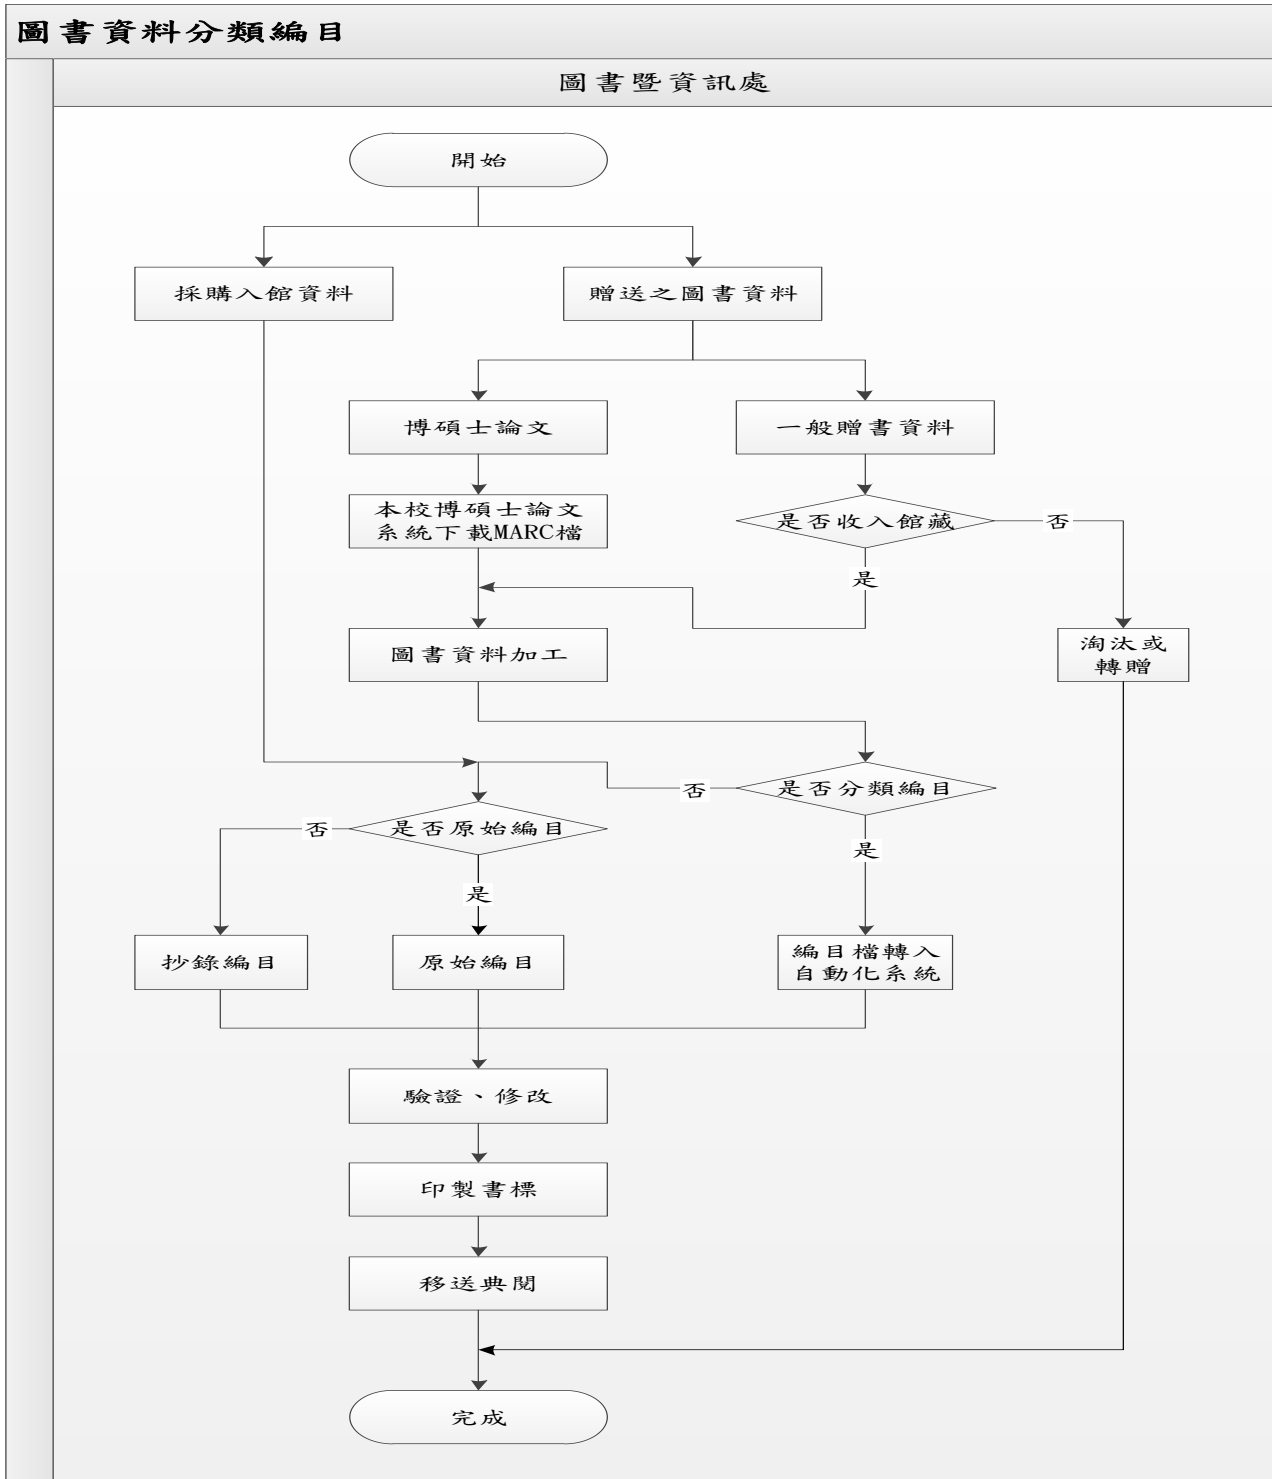 圖書資料分類編目
圖書暨資訊處
開始
採購入館資料
贈送之圖書資料
博碩士論文
一般贈書資料
本校博碩士論文
系統下載MARC檔
是否收入館藏
否
是
圖書資料加工
淘汰或
轉贈
是否分類編目
否
是否原始編目
否
是
是
抄錄編目
原始編目
編目檔轉入
自動化系統
驗證、修改
印製書標
移送典閱
完成